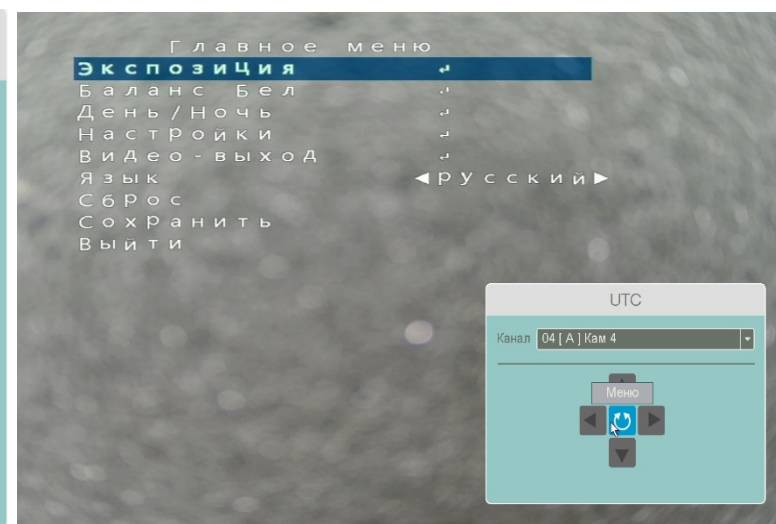 Главное меню
Экспозиция
Баланс Бел
День/Ночь
Настройки
Видео-выход
Язык ◀Русский▶
Сброс
Сохранить
Выйти
UTC
Канал 04 [ A ] Кам 4
Меню